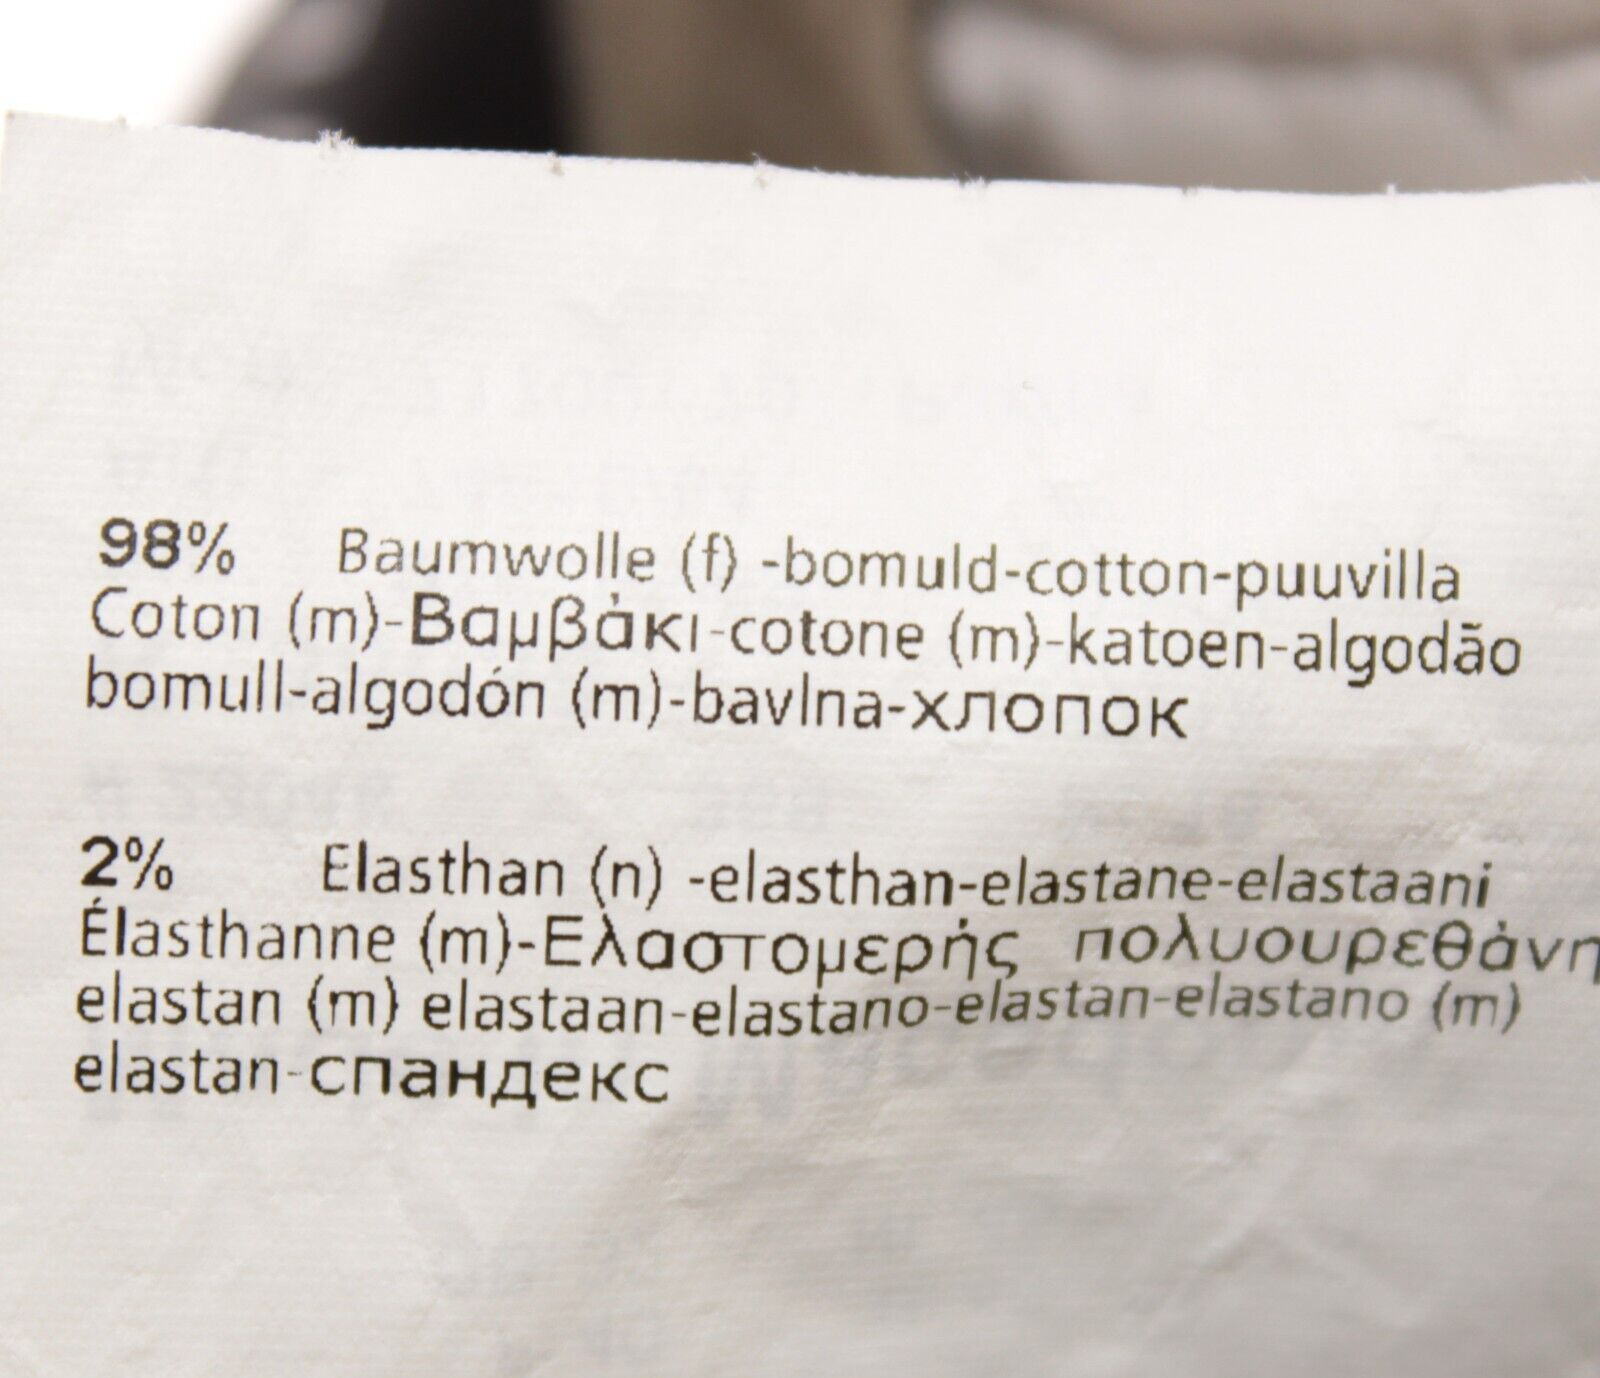 98% Baumwolle (f) -bomuld-cotton-puuvilla
Coton (m)-Βαμβάκι-cotone (m)-katoen-algodão
bomull-algodón (m)-bavlna-хлопок
2% Elasthan (n) -elasthan-elastane-elastaani
Élasthanne (m)-Ελαστομερής πολυουρεθάνη
elastan (m) elastaan-elastano-elastan-elastano (m)
elastan-спандекс